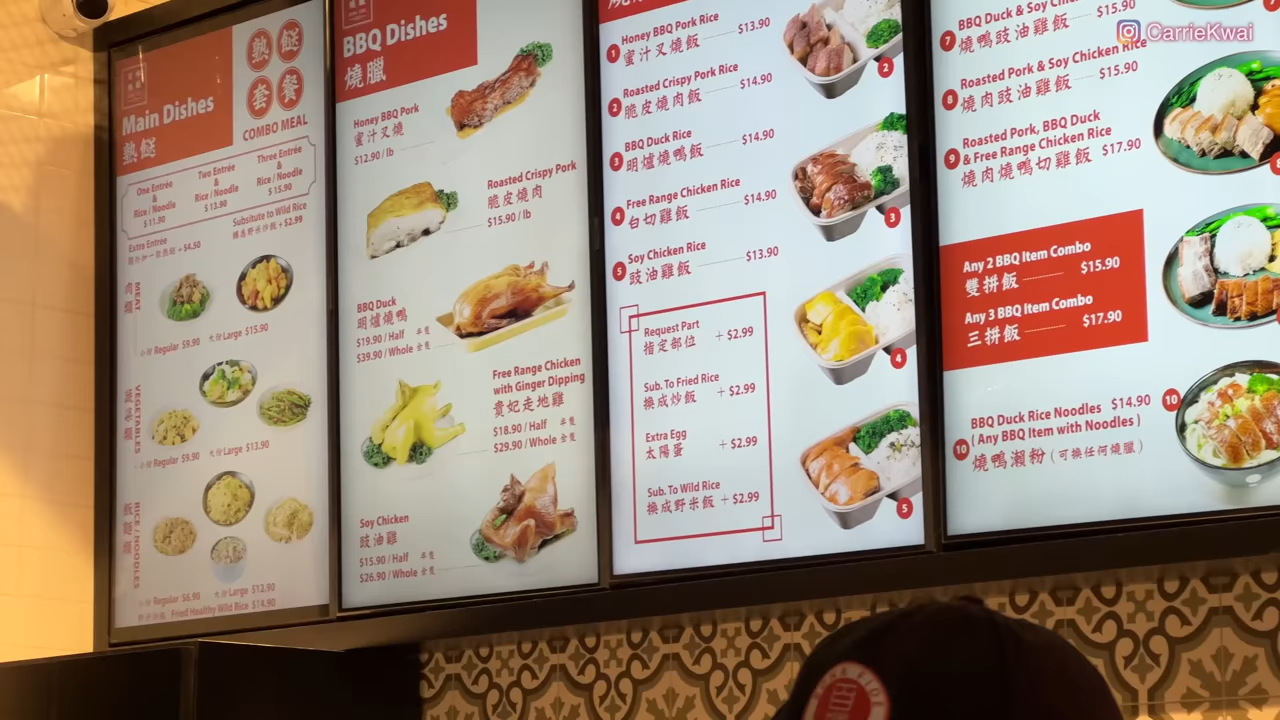 CarrieKwai
Main Dishes
熱餸
熱餸
套餐
COMBO MEAL
One Entrée
&
Rice / Noodle
$ 11.90
Two Entrée
&
Rice / Noodle
$ 13.90
Three Entrée
&
Rice / Noodle
$ 15.90
Extra Entrée
+ $4.50
Subsitute to Wild Rice
+ $2.99
肉類
MEAT
小份 Regular $9.90 大份 Large $15.90
蔬菜類
VEGETABLES
小份 Regular $9.90 大份 Large $13.90
飯麵類
RICE / NOODLES
小份 Regular $6.90 大份 Large $12.90
Fried Healthy Wild Rice $14.90
BBQ Dishes
燒臘
Honey BBQ Pork
蜜汁叉燒
$12.90 / lb
Roasted Crispy Pork
脆皮燒肉
$15.90 / lb
BBQ Duck
明爐燒鴨
$19.90 / Half 半隻
$39.90 / Whole 全隻
Free Range Chicken
with Ginger Dipping
貴妃走地雞
$18.90 / Half 半隻
$29.90 / Whole 全隻
Soy Chicken
豉油雞
$15.90 / Half 半隻
$26.90 / Whole 全隻
1 Honey BBQ Pork Rice
蜜汁叉燒飯 $13.90
2 Roasted Crispy Pork Rice
脆皮燒肉飯 $14.90
3 BBQ Duck Rice
明爐燒鴨飯 $14.90
4 Free Range Chicken Rice
白切雞飯 $14.90
5 Soy Chicken Rice
豉油雞飯 $13.90
Request Part
指定部位 + $2.99
Sub. To Fried Rice
換成炒飯 + $2.99
Extra Egg
太陽蛋 + $2.99
Sub. To Wild Rice
換成野米飯 + $2.99
2
3
4
5
7 BBQ Duck & Soy Chicken Rice
燒鴨豉油雞飯 $15.90
8 Roasted Pork & Soy Chicken Rice
燒肉豉油雞飯 $15.90
9 Roasted Pork, BBQ Duck
& Free Range Chicken Rice
燒肉燒鴨切雞飯 $17.90
Any 2 BBQ Item Combo
雙拼飯 $15.90
Any 3 BBQ Item Combo
三拼飯 $17.90
10 BBQ Duck Rice Noodles $14.90
( Any BBQ Item with Noodles )
燒鴨瀨粉 ( 可換任何燒臘 )
10